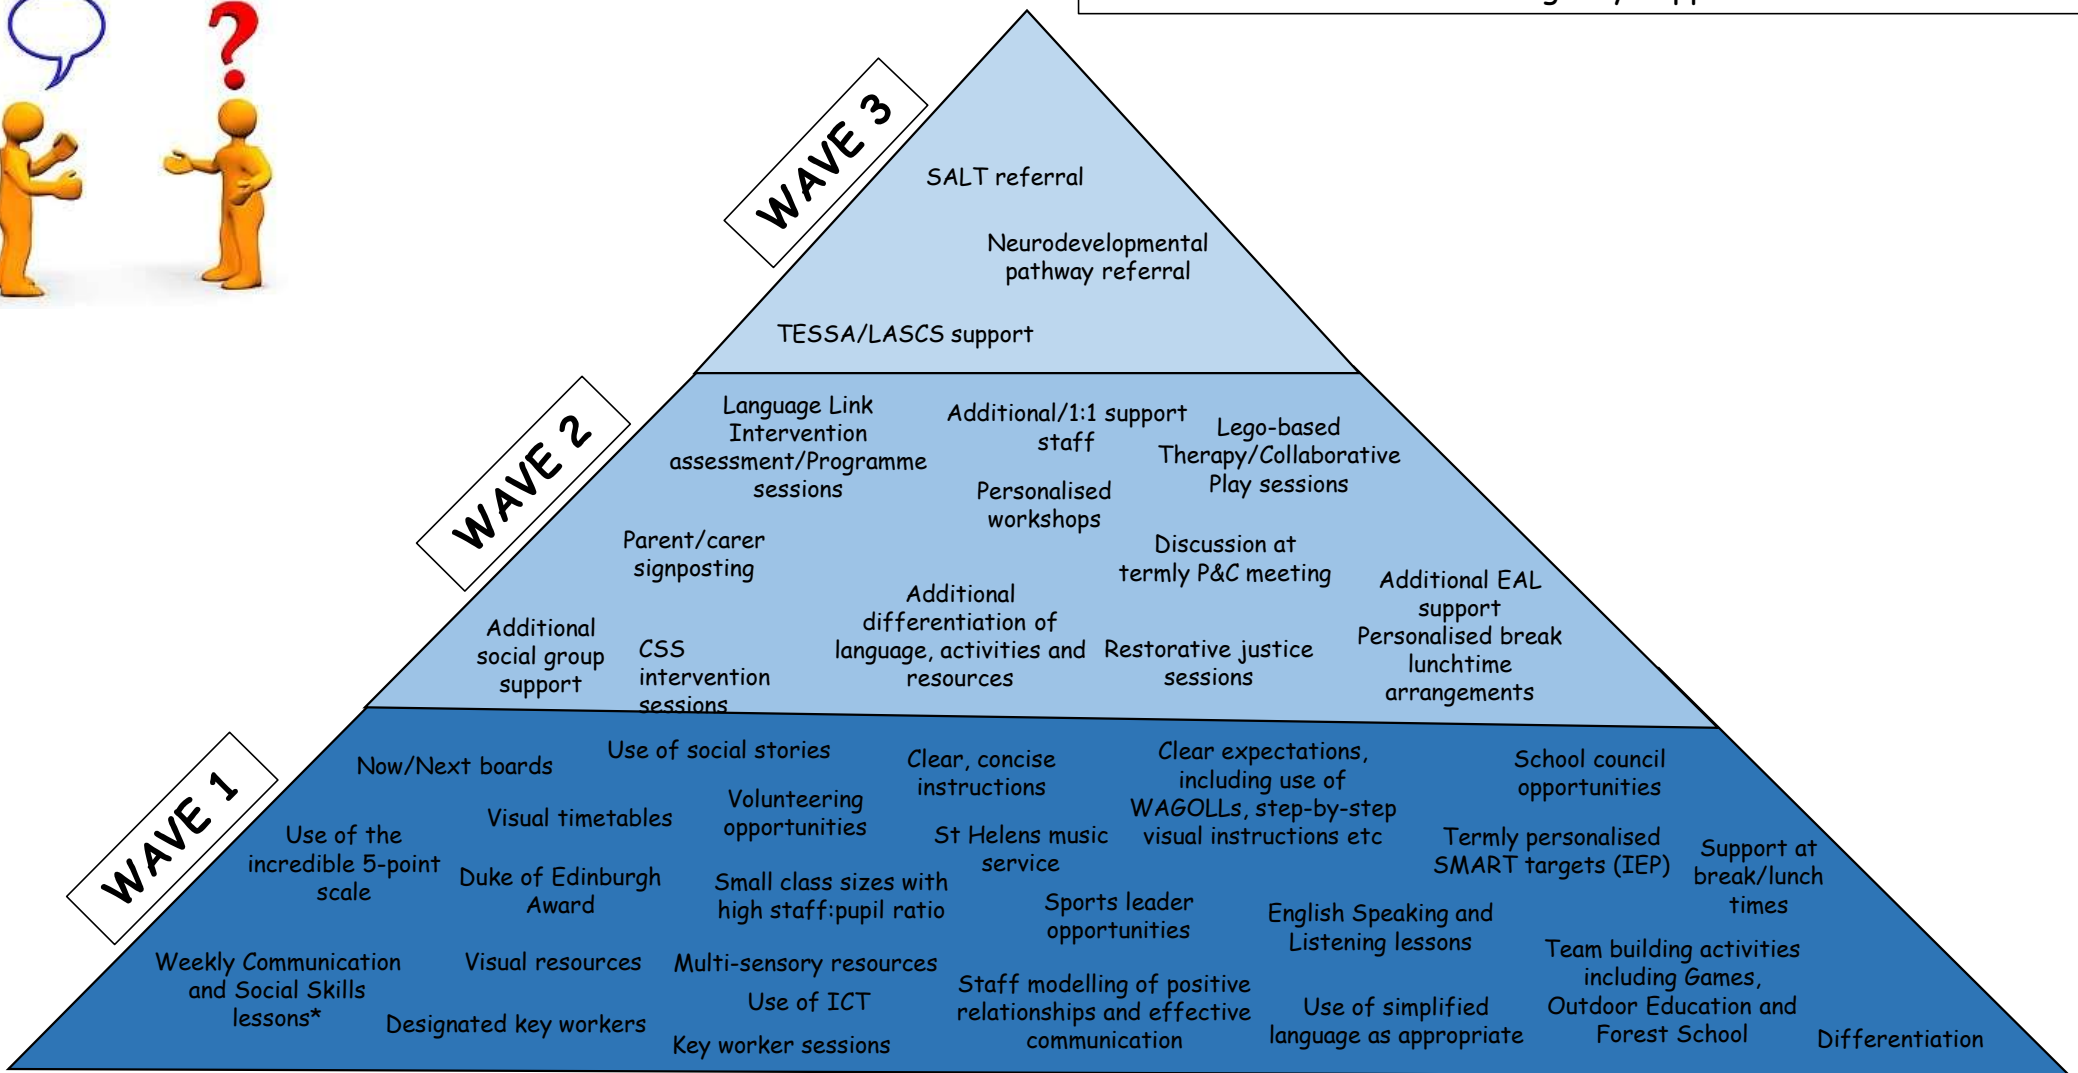 ?
WAVE 3
SALT referral
Neurodevelopmental
pathway referral
TESSA/LASCS support
WAVE 2
Language Link
Intervention
assessment/Programme
sessions
Additional/1:1 support
staff
Lego-based
Therapy/Collaborative
Play sessions
Personalised
workshops
Parent/carer
signposting
Discussion at
termly P&C meeting
Additional
social group
support
CSS
intervention
sessions
Additional
differentiation of
language, activities and
resources
Restorative justice
sessions
Additional EAL
support
Personalised break
lunchtime
arrangements
WAVE 1
Now/Next boards
Use of social stories
Clear, concise
instructions
Clear expectations,
including use of
WAGOLLs, step-by-step
visual instructions etc
School council
opportunities
Visual timetables
Volunteering
opportunities
Use of the
incredible 5-point
scale
St Helens music
service
Termly personalised
SMART targets (IEP)
Support at
break/lunch
times
Duke of Edinburgh
Award
Small class sizes with
high staff:pupil ratio
Sports leader
opportunities
English Speaking and
Listening lessons
Weekly Communication
and Social Skills
lessons*
Visual resources
Multi-sensory resources
Use of ICT
Staff modelling of positive
relationships and effective
communication
Team building activities
including Games,
Outdoor Education and
Forest School
Designated key workers
Key worker sessions
Use of simplified
language as appropriate
Differentiation